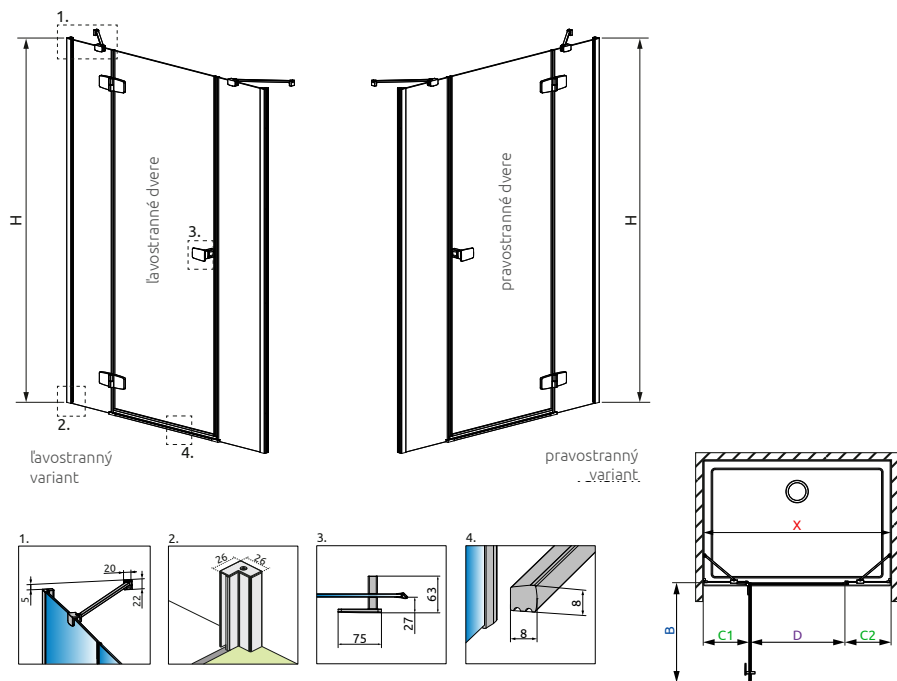 1.
H
ľavostranné dvere
3.
2.
4.
ľavostranný
variant
pravostranné dvere
H
pravostranný
variant
1.
20
5
22
2.
26
26
3.
63
27
75
4.
8
8
X
B
C1
D
C2